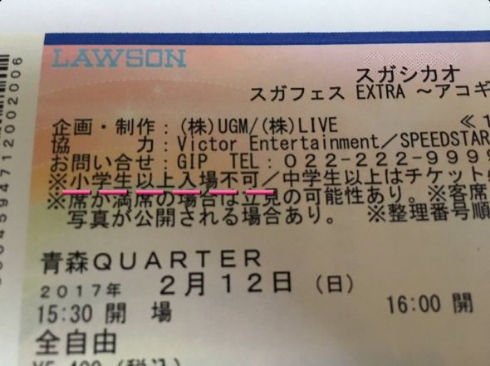 LAWSON
スガシカオ
スガフェス EXTRA ～アコギ
企画・制作：(株)UGM/(株)LIVE ≪1
協 力：Victor Entertainment／SPEEDSTAR
お問い合せ：GIP TEL：022-222-9999
※小学生以上入場不可／中学生以上はチケット
※席が満席の場合は立見の可能性あり。※客席
写真が公開される場合あり。 ※整理番号順
青森QUARTER
2017年 2月12日（日）
15:30 開 場 16:00 開
全自由
0004594712002006